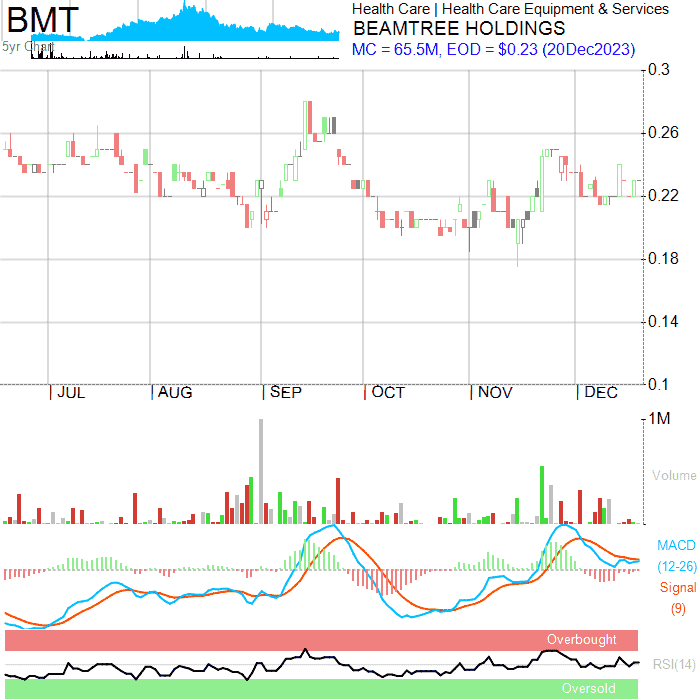 BMT
5yr Chart
Health Care | Health Care Equipment & Services
BEAMTREE HOLDINGS
MC = 65.5M, EOD = $0.23 (20Dec2023)
0.3
0.26
0.22
0.18
0.14
0.1
JUL AUG SEP OCT NOV DEC
1M
Volume
MACD
(12-26)
Signal
(9)
Overbought
RSI(14)
Oversold